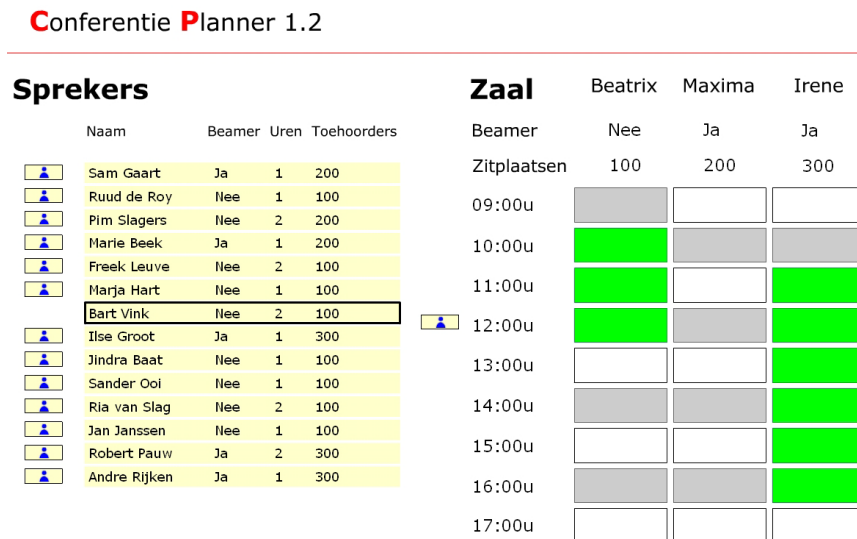 Conferentie Planner 1.2
Sprekers
Naam Beamer Uren Toehoorders
Sam Gaart Ja 1 200
Ruud de Roy Nee 1 100
Pim Slagers Nee 2 200
Marie Beek Ja 1 200
Freek Leuve Nee 2 100
Marja Hart Nee 1 100
Bart Vink Nee 2 100
Ilse Groot Ja 1 300
Jindra Baat Nee 1 100
Sander Ooi Nee 1 100
Ria van Slag Nee 2 100
Jan Janssen Nee 1 100
Robert Pauw Ja 2 300
Andre Rijken Ja 1 300
Zaal Beatrix Maxima Irene
Beamer Nee Ja Ja
Zitplaatsen 100 200 300
09:00u
10:00u
11:00u
12:00u
13:00u
14:00u
15:00u
16:00u
17:00u